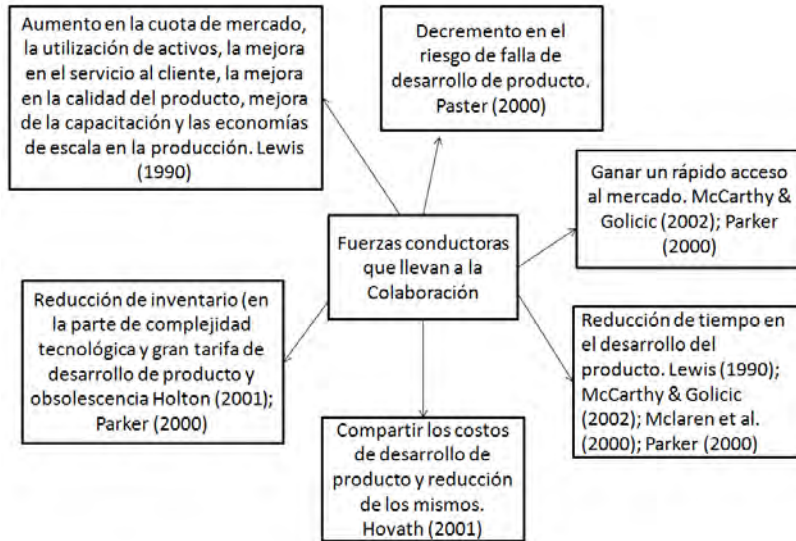 Aumento en la cuota de mercado,
la utilización de activos, la mejora
en el servicio al cliente, la mejora
en la calidad del producto, mejora
de la capacitación y las economías
de escala en la producción. Lewis
(1990)
Decremento en el
riesgo de falla de
desarrollo de producto.
Paster (2000)
Ganar un rápido acceso
al mercado. McCarthy &
Golicic (2002); Parker
(2000)
Fuerzas conductoras
que llevan a la
Colaboración
Reducción de inventario (en
la parte de complejidad
tecnológica y gran tarifa de
desarrollo de producto y
obsolescencia Holton (2001);
Parker (2000)
Reducción de tiempo en
el desarrollo del
producto. Lewis (1990);
McCarthy & Golicic
(2002); Mclaren et al.
(2000); Parker (2000)
Compartir los costos
de desarrollo de
producto y reducción
de los mismos.
Hovath (2001)